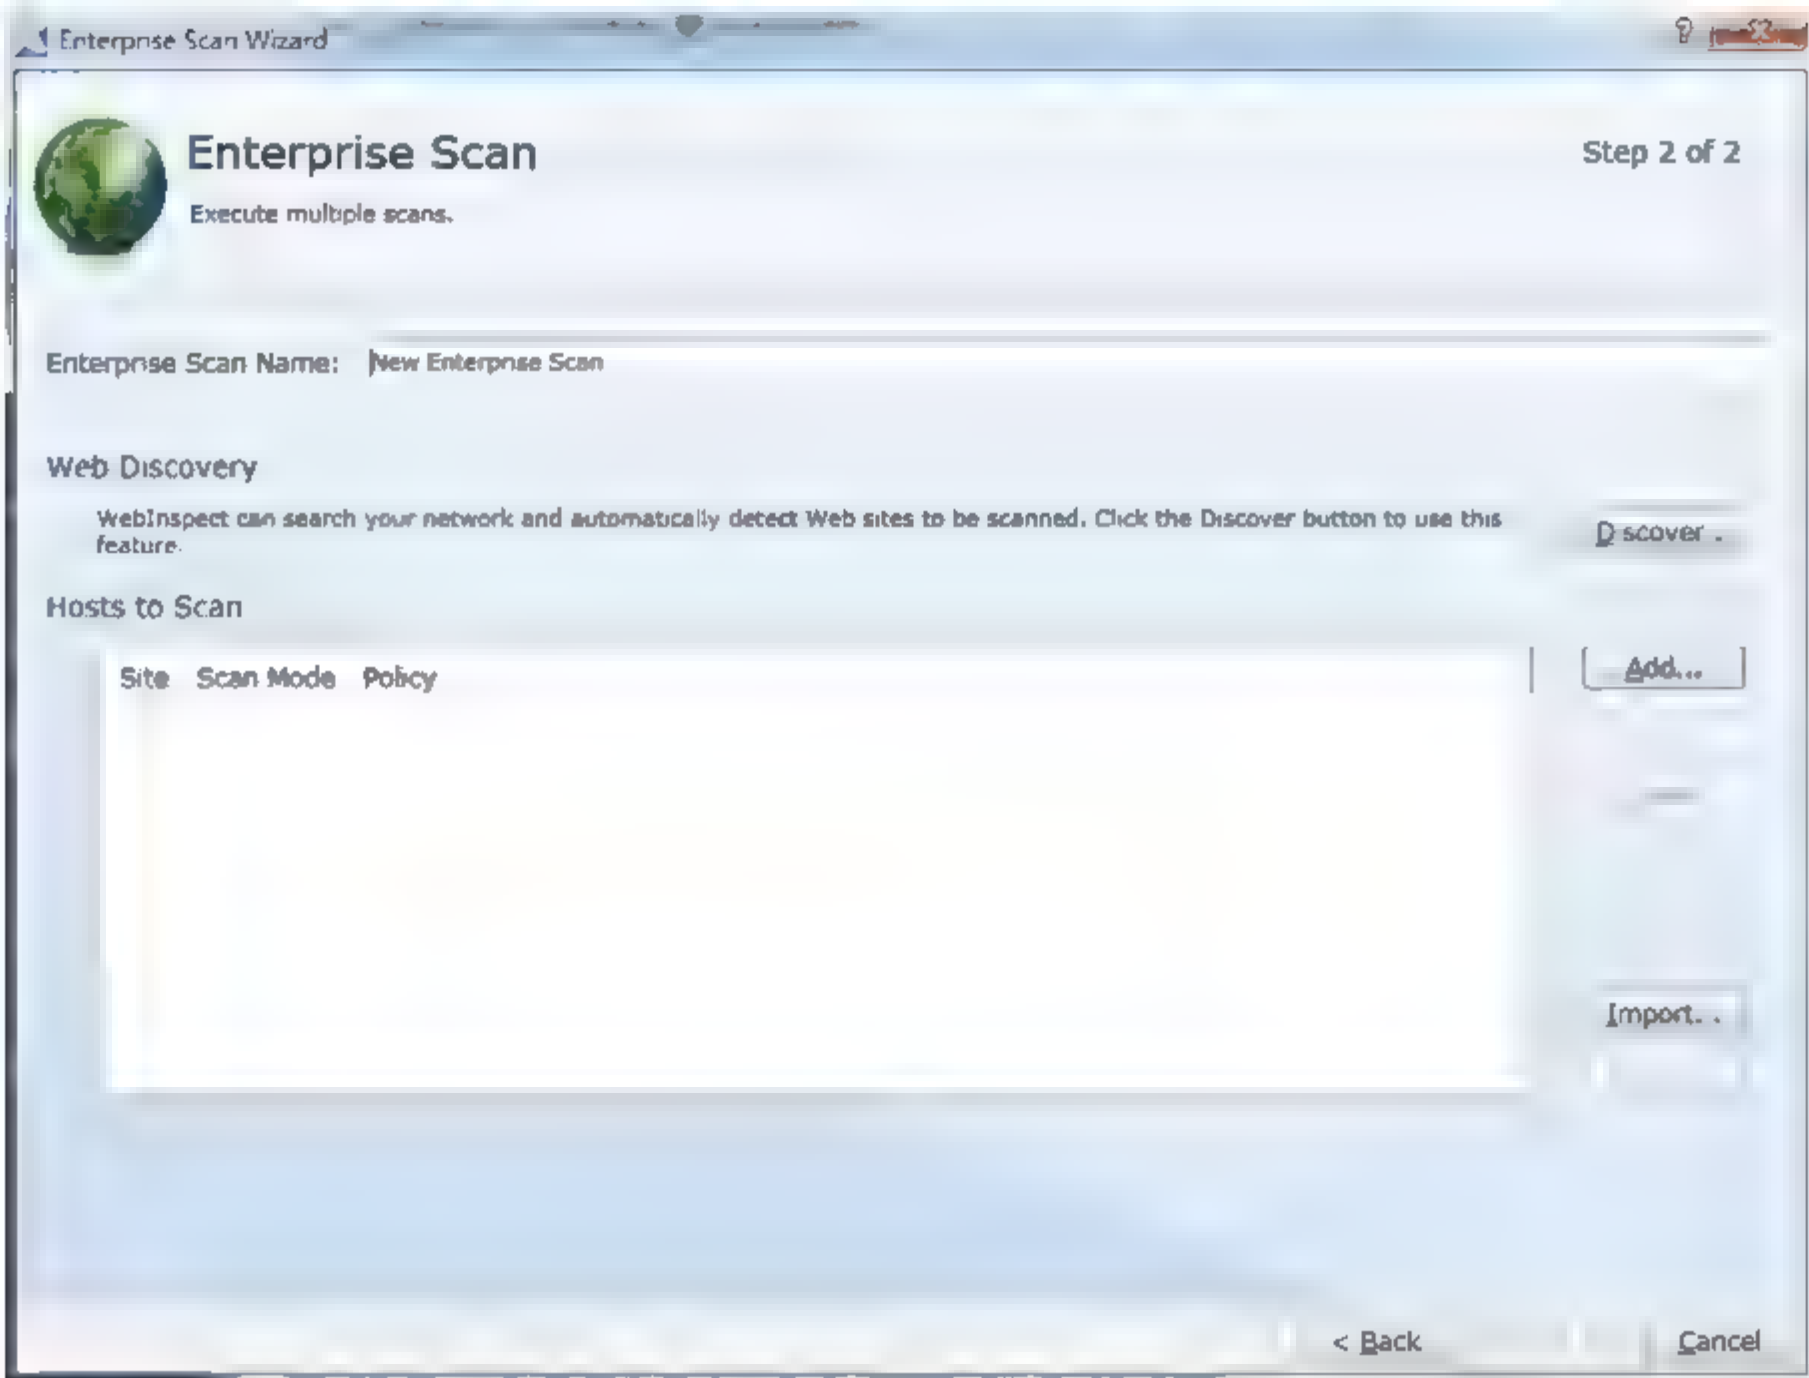 Enterprise Scan Wizard
Enterprise Scan
Step 2 of 2
Execute multiple scans.
Enterprise Scan Name: New Enterprise Scan
Web Discovery
WebInspect can search your network and automatically detect Web sites to be scanned. Click the Discover button to use this
feature.
Discover .
Hosts to Scan
Site Scan Mode Policy
Add...
Import. .
< Back
Cancel